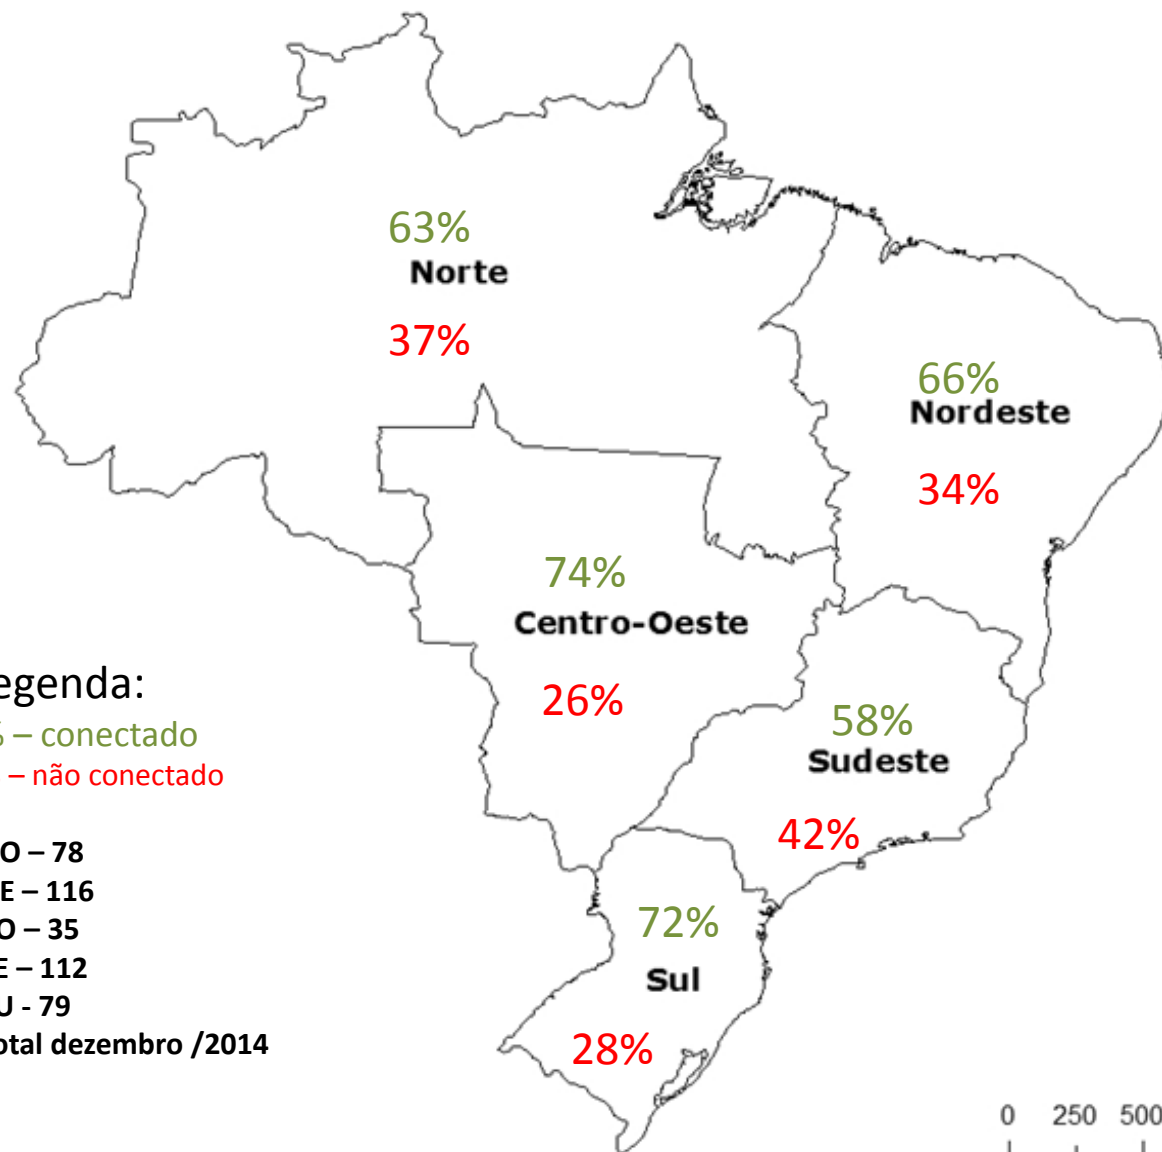 63%
Norte
37%
66%
Nordeste
34%
74%
Centro-Oeste
26%
58%
Sudeste
42%
72%
Sul
28%
egenda:
% – conectado
– não conectado
O – 78
E – 116
O – 35
E – 112
U - 79
otal dezembro /2014
0 250 500